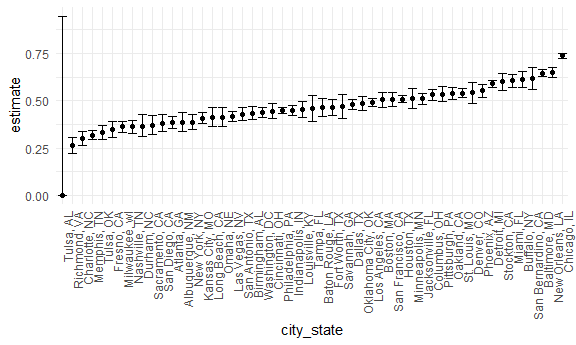 estimate
0.75
0.50
0.25
0.00
Tulsa, AL
Richmond, VA
Charlotte, NC
Memphis, TN
Tulsa, OK
Fresno, CA
Milwaukee, wI
Nashville, TN
Durham, NC
Sacramento, CA
San Diego, CA
Atlanta, GA
Albuquerque, NM
New York, NY
Kansas City, MO
Long Beach, CA
Omaha, NE
Las Vegas, NV
San Antonio, TX
Birmingham, AL
Washington, DC
Cincinnati, OH
Philadelphia, PA
Indianapolis, IN
Louisville, KY
Tampa, FL
Baton Rouge, LA
Fort Worth, TX
Savannah, GA
Dallas, TX
Oklahoma City, OK
Los Angeles, CA
Boston, MA
San Francisco, CA
Houston, TX
Minneapolis, MN
Jacksonville, FL
Columbus, OH
Pittsburgh, PA
Oakland, CA
St. Louis, MO
Denver, CO
Phoenix, AZ
Detroit, MI
Stockton, CA
Miami, FL
Buffalo, NY
San Bernardino, CA
Baltimore, MD
New Orleans, LA
Chicago, IL
city_state